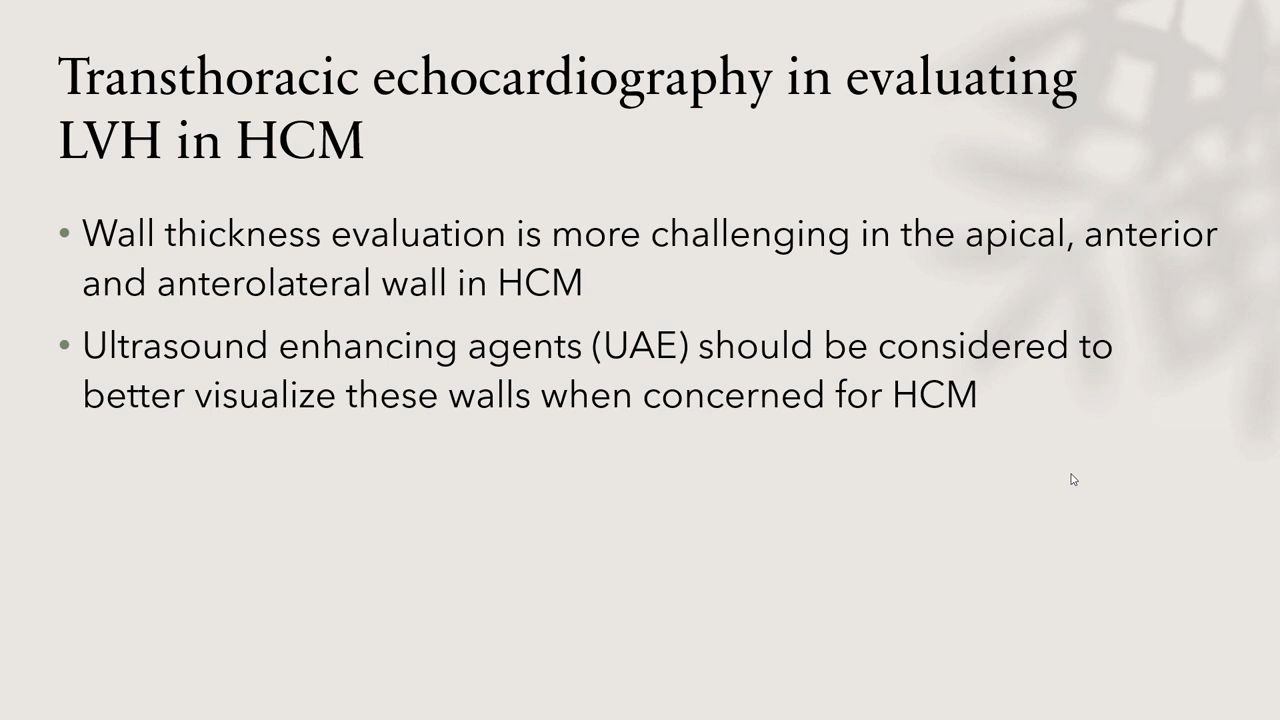 Transthoracic echocardiography in evaluating
LVH in HCM
• Wall thickness evaluation is more challenging in the apical, anterior
and anterolateral wall in HCM
• Ultrasound enhancing agents (UAE) should be considered to
better visualize these walls when concerned for HCM